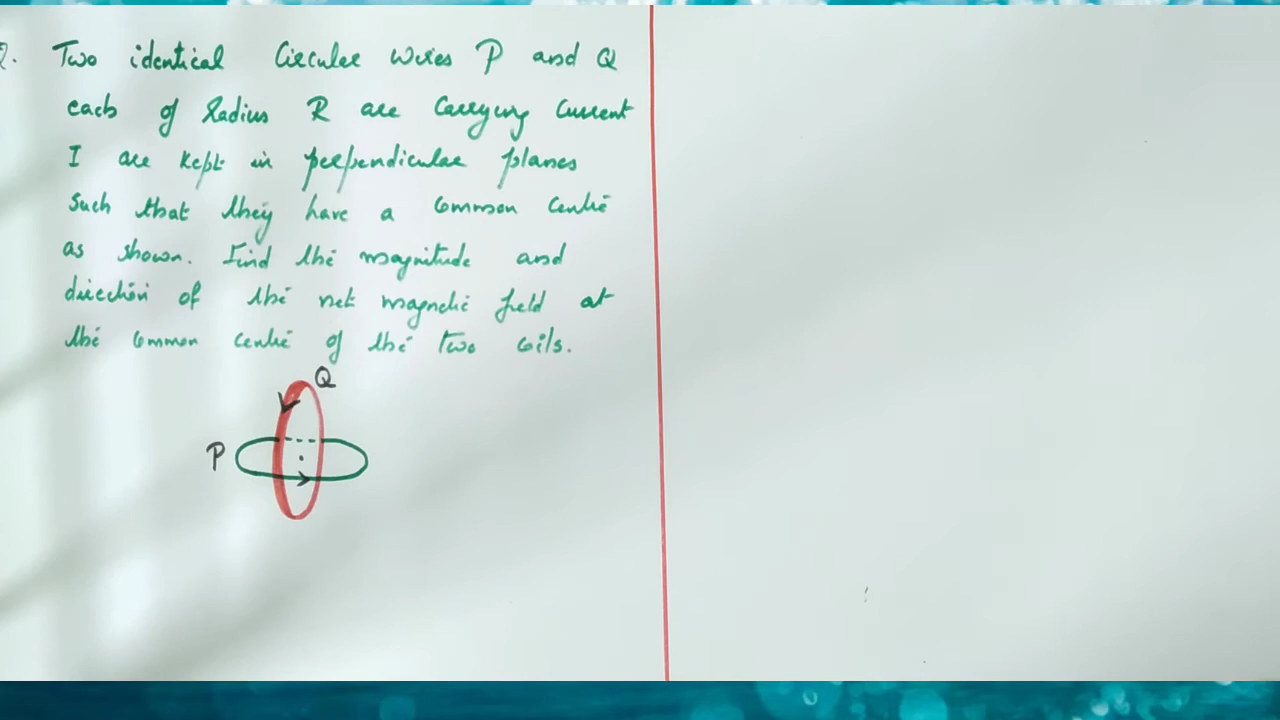 Q. Two identical Circular wires P and Q
each of Radius R are Carrying Current
I are kept in perpendicular planes
such that they have a Common Centre
as shown. Find the magnitude and
direction of the net magnetic field at
the common centre of the two coils.
Q
P